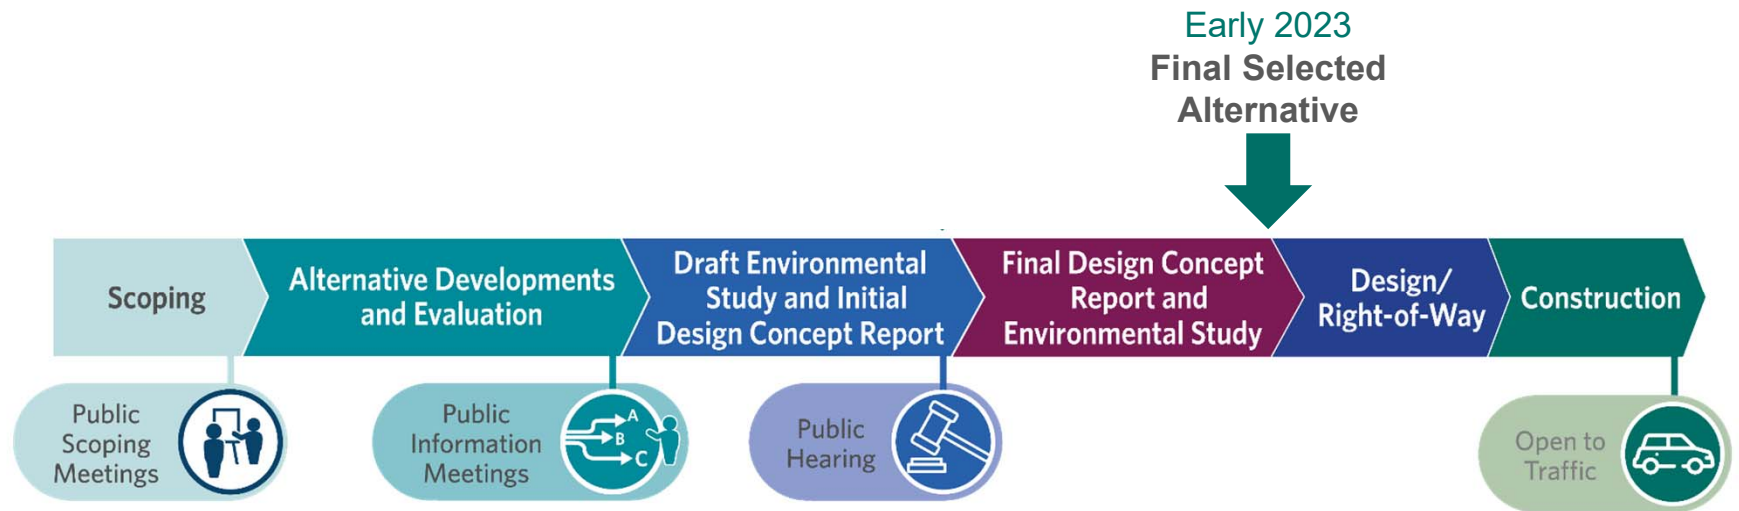 Early 2023
Final Selected
Alternative
Scoping
Alternative Developments
and Evaluation
Draft Environmental
Study and Initial
Design Concept Report
Final Design Concept
Report and
Environmental Study
Design/
Right-of-Way
Construction
Public
Scoping
Meetings
Public
Information
Meetings
A
B
C
Public
Hearing
Open to
Traffic